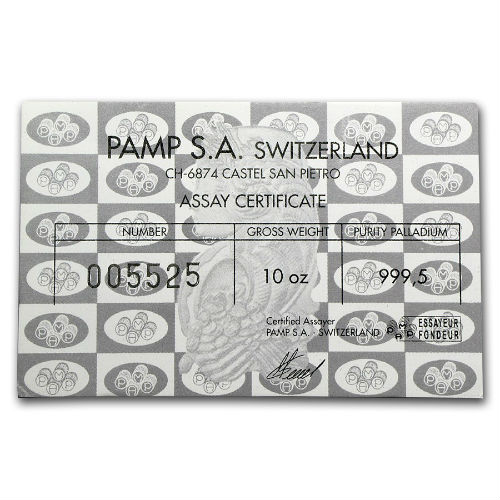 PAMP S.A. SWITZERLAND
CH-6874 CASTEL SAN PIETRO
ASSAY CERTIFICATE
NUMBER GROSS WEIGHT PURITY PALLADIUM
005525 10 oz 999,5
Certified Assayer
PAMP S.A. SWITZERLAND
ESSAYEUR
FONDEUR